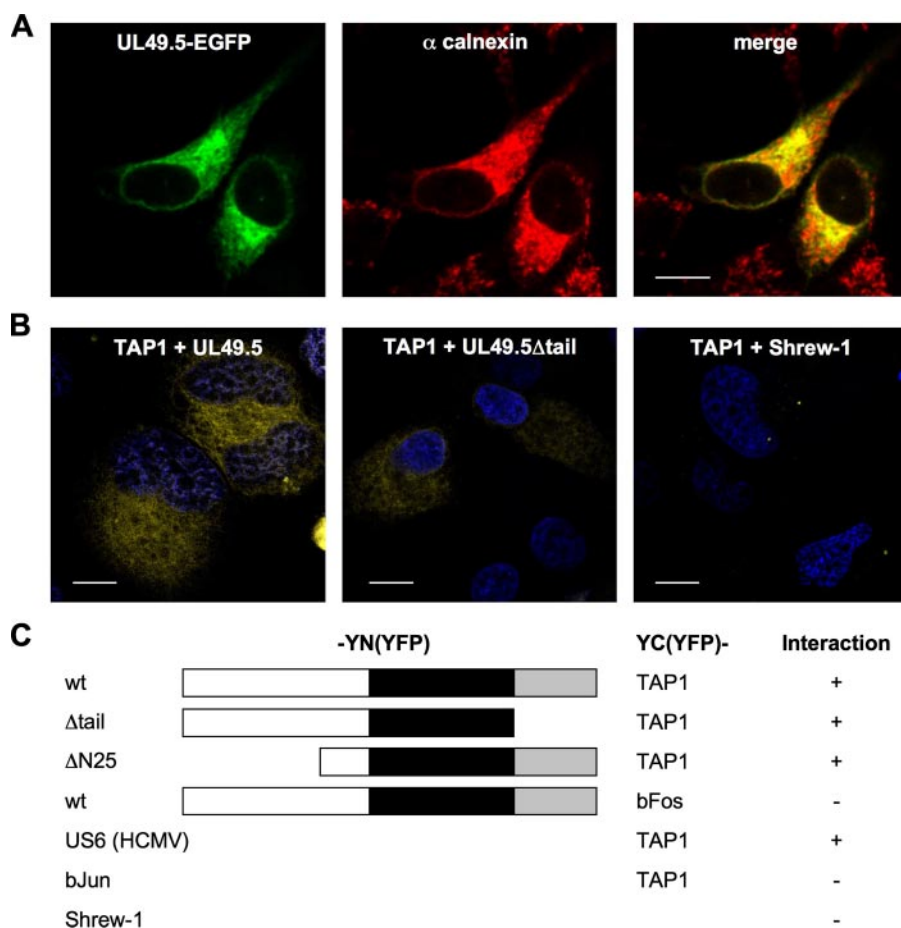 A
UL49.5-EGFP α calnexin merge
B
TAP1 + UL49.5 TAP1 + UL49.5Δtail TAP1 + Shrew-1
C
-YN(YFP) YC(YFP)- Interaction
wt TAP1 +
Δtail TAP1 +
ΔN25 TAP1 +
wt bFos -
US6 (HCMV) TAP1 +
bJun TAP1 -
Shrew-1 -